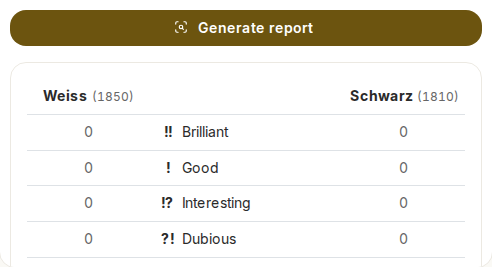 Generate report
Weiss (1850) Schwarz (1810)
0 !! Brilliant 0
0 ! Good 0
0 !? Interesting 0
0 ?! Dubious 0